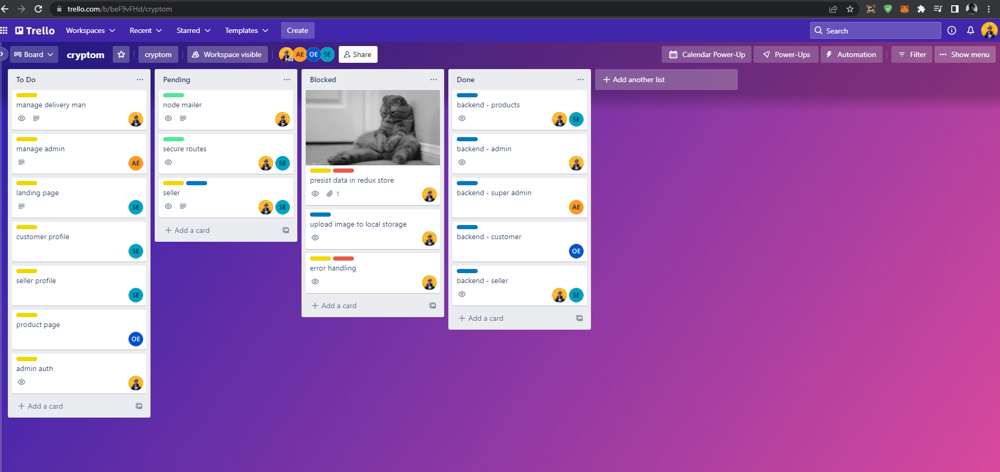 trello.com/b/beF9vFHd/cryptom
Trello Workspaces Recent Starred Templates Create Search
Board cryptom cryptom Workspace visible AE OE SE Share Calendar Power-Up Power-Ups Automation Filter Show menu
To Do
manage delivery man
manage admin
AE
landing page
SE
customer profile
SE
seller profile
SE
product page
OE
admin auth
+ Add a card
Pending
node mailer
secure routes
SE
seller
SE
+ Add a card
Blocked
presist data in redux store
1
upload image to local storage
error handling
+ Add a card
Done
backend - products
SE
backend - admin
backend - super admin
AE
backend - customer
OE
backend - seller
SE
+ Add a card
+ Add another list